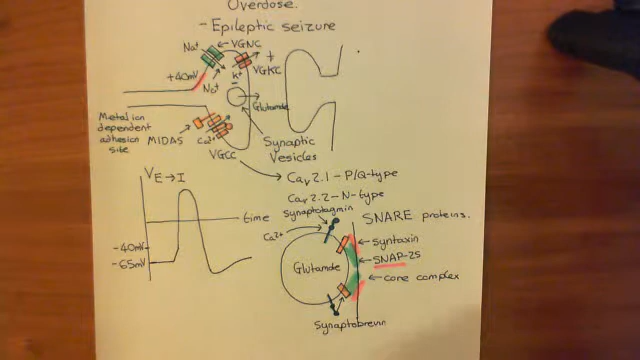 Overdose.
- Epileptic seizure
Na+
VGNC
+
VGKC
+40mV
Na+
K+
Glutamate
Metal ion
dependent
adhesion
site
MIDAS
Ca2+
VGCC
Synaptic
Vesicles
Cav2.1 - P/Q-type
Cav2.2 - N-type
VE→I
time
-40mV
-65mV
synaptotagmin
SNARE proteins.
Ca2+
syntaxin
Glutamate
SNAP-25
core complex
Synaptobrevin